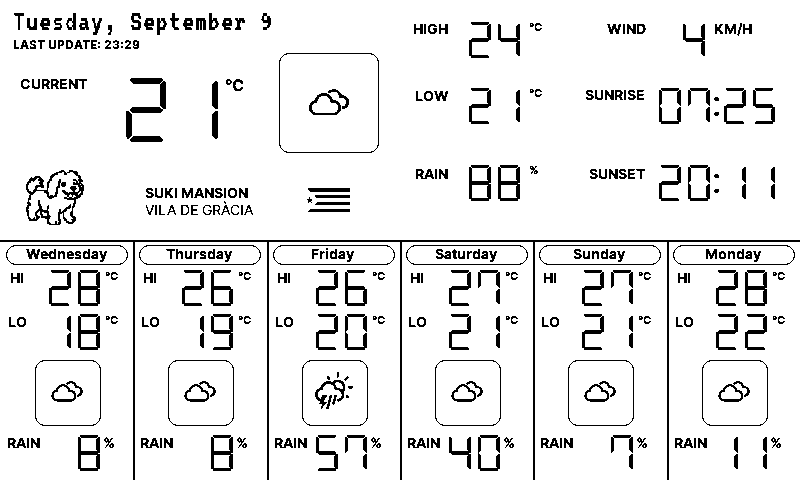 Tuesday, September 9
LAST UPDATE: 23:29
CURRENT 21 °C
SUKI MANSION
VILA DE GRÀCIA
HIGH 24 °C
LOW 21 °C
RAIN 88 %
WIND 4 KM/H
SUNRISE 07:25
SUNSET 20:11
Wednesday
HI 28 °C
LO 18 °C
RAIN 8 %
Thursday
HI 26 °C
LO 19 °C
RAIN 8 %
Friday
HI 26 °C
LO 20 °C
RAIN 57 %
Saturday
HI 27 °C
LO 21 °C
RAIN 40 %
Sunday
HI 27 °C
LO 21 °C
RAIN 7 %
Monday
HI 28 °C
LO 22 °C
RAIN 11 %